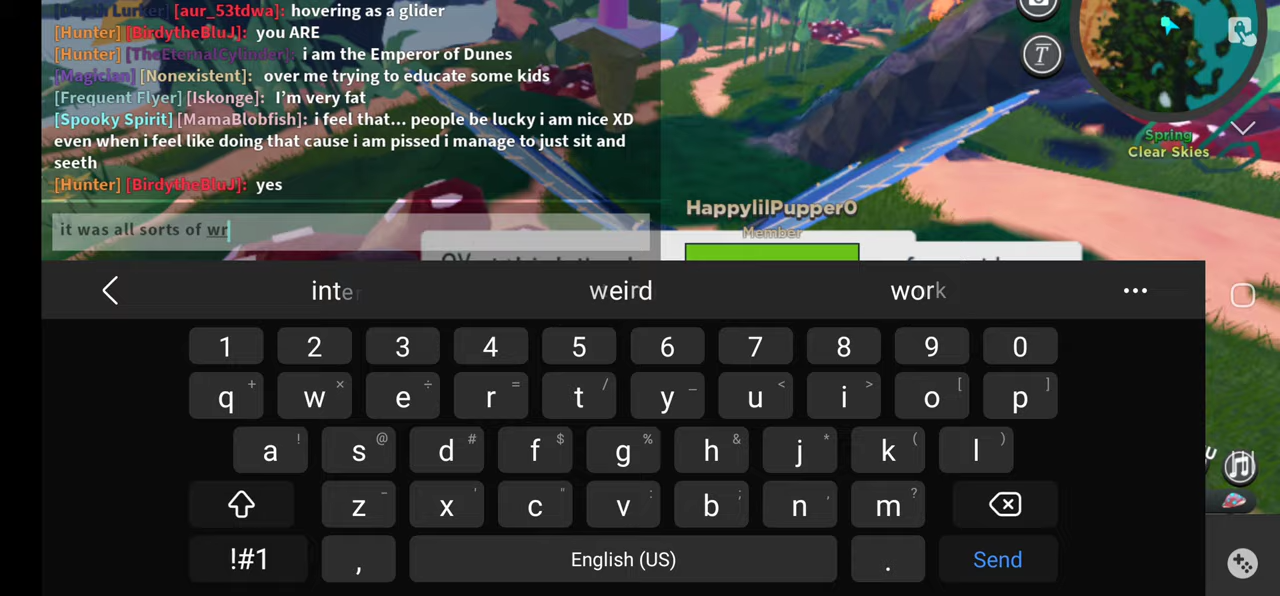 [Depth Lurker] [aur_53tdwa]: hovering as a glider
[Hunter] [BirdytheBluJ]: you ARE
[Hunter] [TheEternalCylinder]: i am the Emperor of Dunes
[Magician] [Nonexistent]: over me trying to educate some kids
[Frequent Flyer] [Iskonge]: I'm very fat
[Spooky Spirit] [MamaBlobfish]: i feel that... people be lucky i am nice XD
even when i feel like doing that cause i am pissed i manage to just sit and
seeth
[Hunter] [BirdytheBluJ]: yes
it was all sorts of wr
T
Spring
Clear Skies
HappylilPupper0
Member
inter weird work ...
1 2 3 4 5 6 7 8 9 0
q + w × e ÷ r = t / y _ u < i > o [ p ]
a ! s @ d # f $ g % h & j * k ( l )
z - x ' c " v : b ; n , m ?
!#1 , English (US) . Send